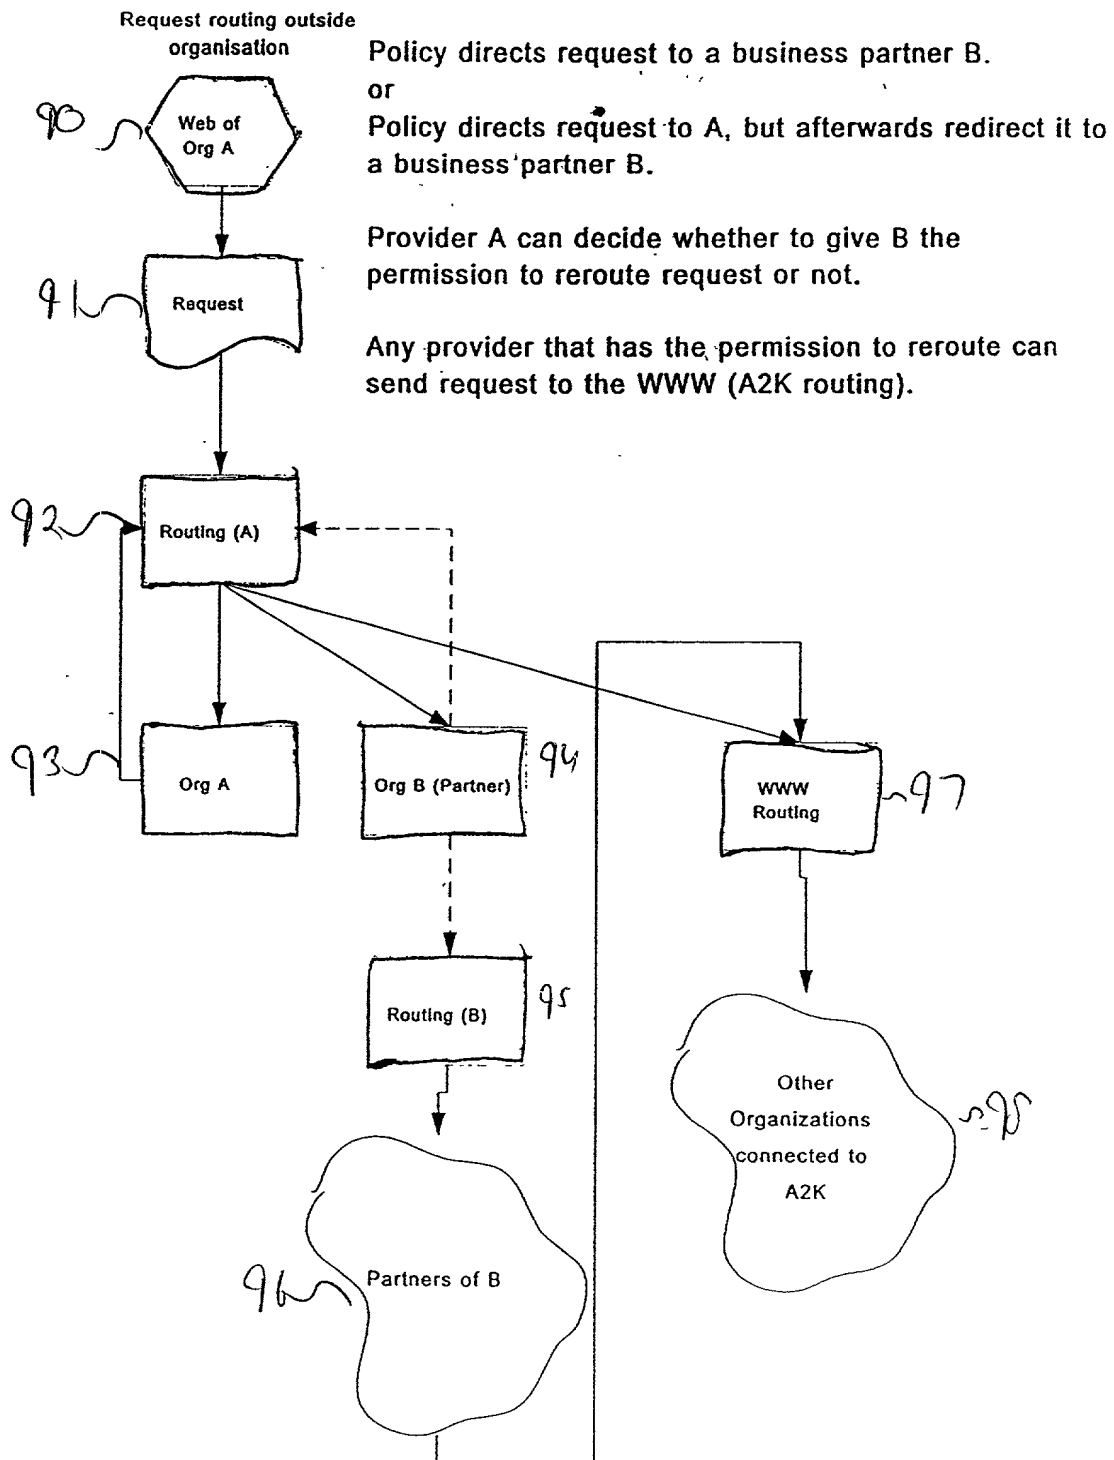 Request routing outside
organisation
Policy directs request to a business partner B.
or
Policy directs request to A, but afterwards redirect it to
a business partner B.
90
Web of
Org A
Provider A can decide whether to give B the
permission to reroute request or not.
91
Request
Any provider that has the permission to reroute can
send request to the WWW (A2K routing).
92
Routing (A)
93
Org A
Org B (Partner)
94
WWW
Routing
97
Routing (B)
95
Other
Organizations
connected to
A2K
98
Partners of B
96